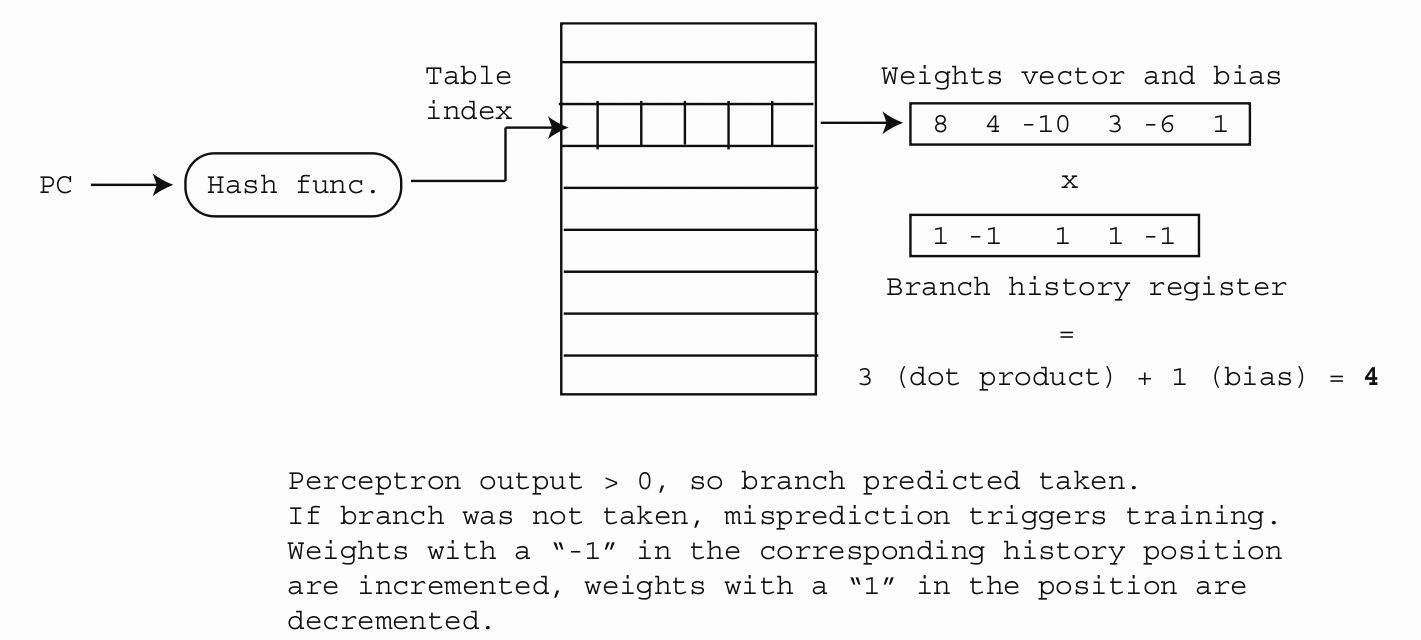 Table
index
PC
Hash func.
Weights vector and bias
8 4 -10 3 -6 1
x
1 -1 1 1 -1
Branch history register
=
3 (dot product) + 1 (bias) = 4
Perceptron output > 0, so branch predicted taken.
If branch was not taken, misprediction triggers training.
Weights with a “-1” in the corresponding history position
are incremented, weights with a “1” in the position are
decremented.